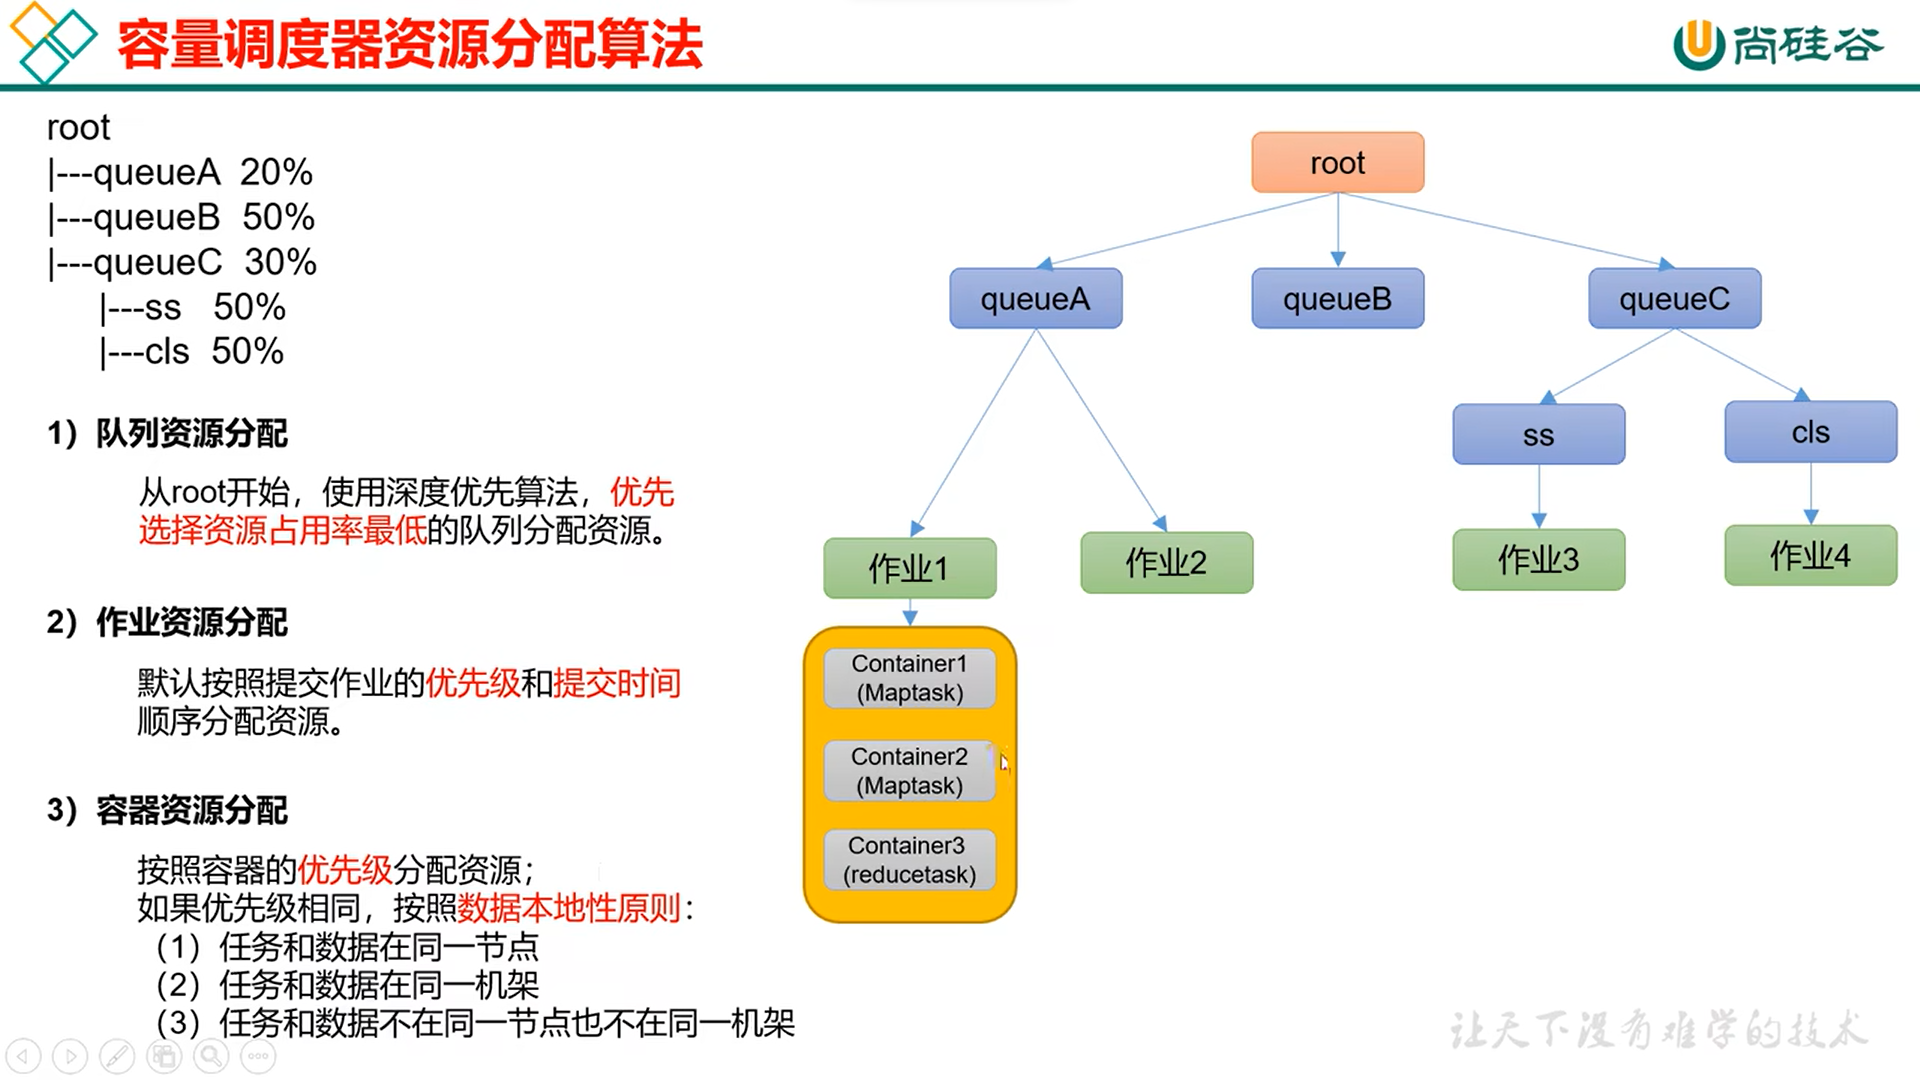 容量调度器资源分配算法
尚硅谷
root
|---queueA 20%
|---queueB 50%
|---queueC 30%
|---ss 50%
|---cls 50%
1）队列资源分配
从root开始，使用深度优先算法，优先
选择资源占用率最低的队列分配资源。
2）作业资源分配
默认按照提交作业的优先级和提交时间
顺序分配资源。
3）容器资源分配
按照容器的优先级分配资源；
如果优先级相同，按照数据本地性原则：
（1）任务和数据在同一节点
（2）任务和数据在同一机架
（3）任务和数据不在同一节点也不在同一机架
root
queueA
queueB
queueC
ss
cls
作业1
作业2
作业3
作业4
Container1
(Maptask)
Container2
(Maptask)
Container3
(reducetask)
让天下没有难学的技术